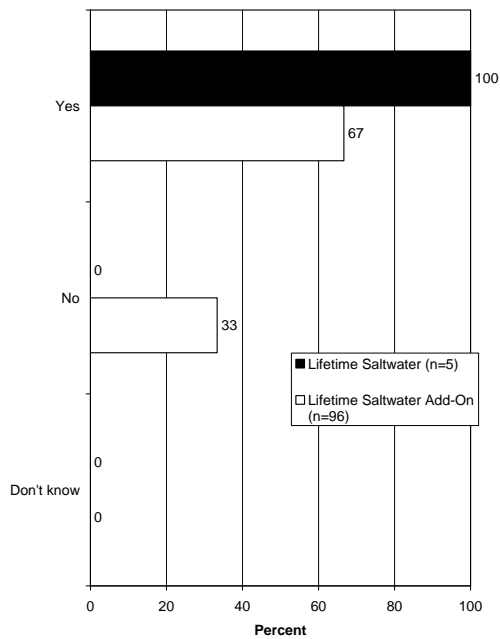 Yes
100
67
No
0
33
Lifetime Saltwater (n=5)
Lifetime Saltwater Add-On
(n=96)
Don't know
0
0
0 20 40 60 80 100
Percent